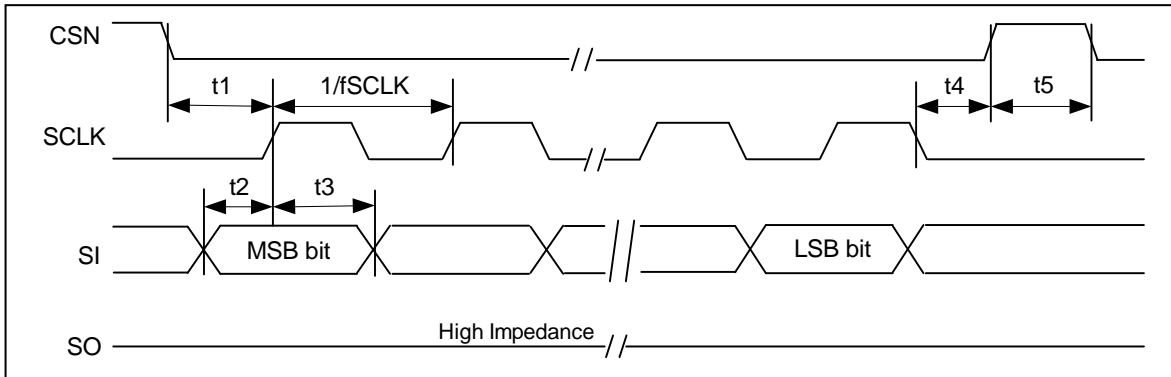 CSN
t1
1/fSCLK
t4
t5
SCLK
t2
t3
SI
MSB bit
LSB bit
SO
High Impedance